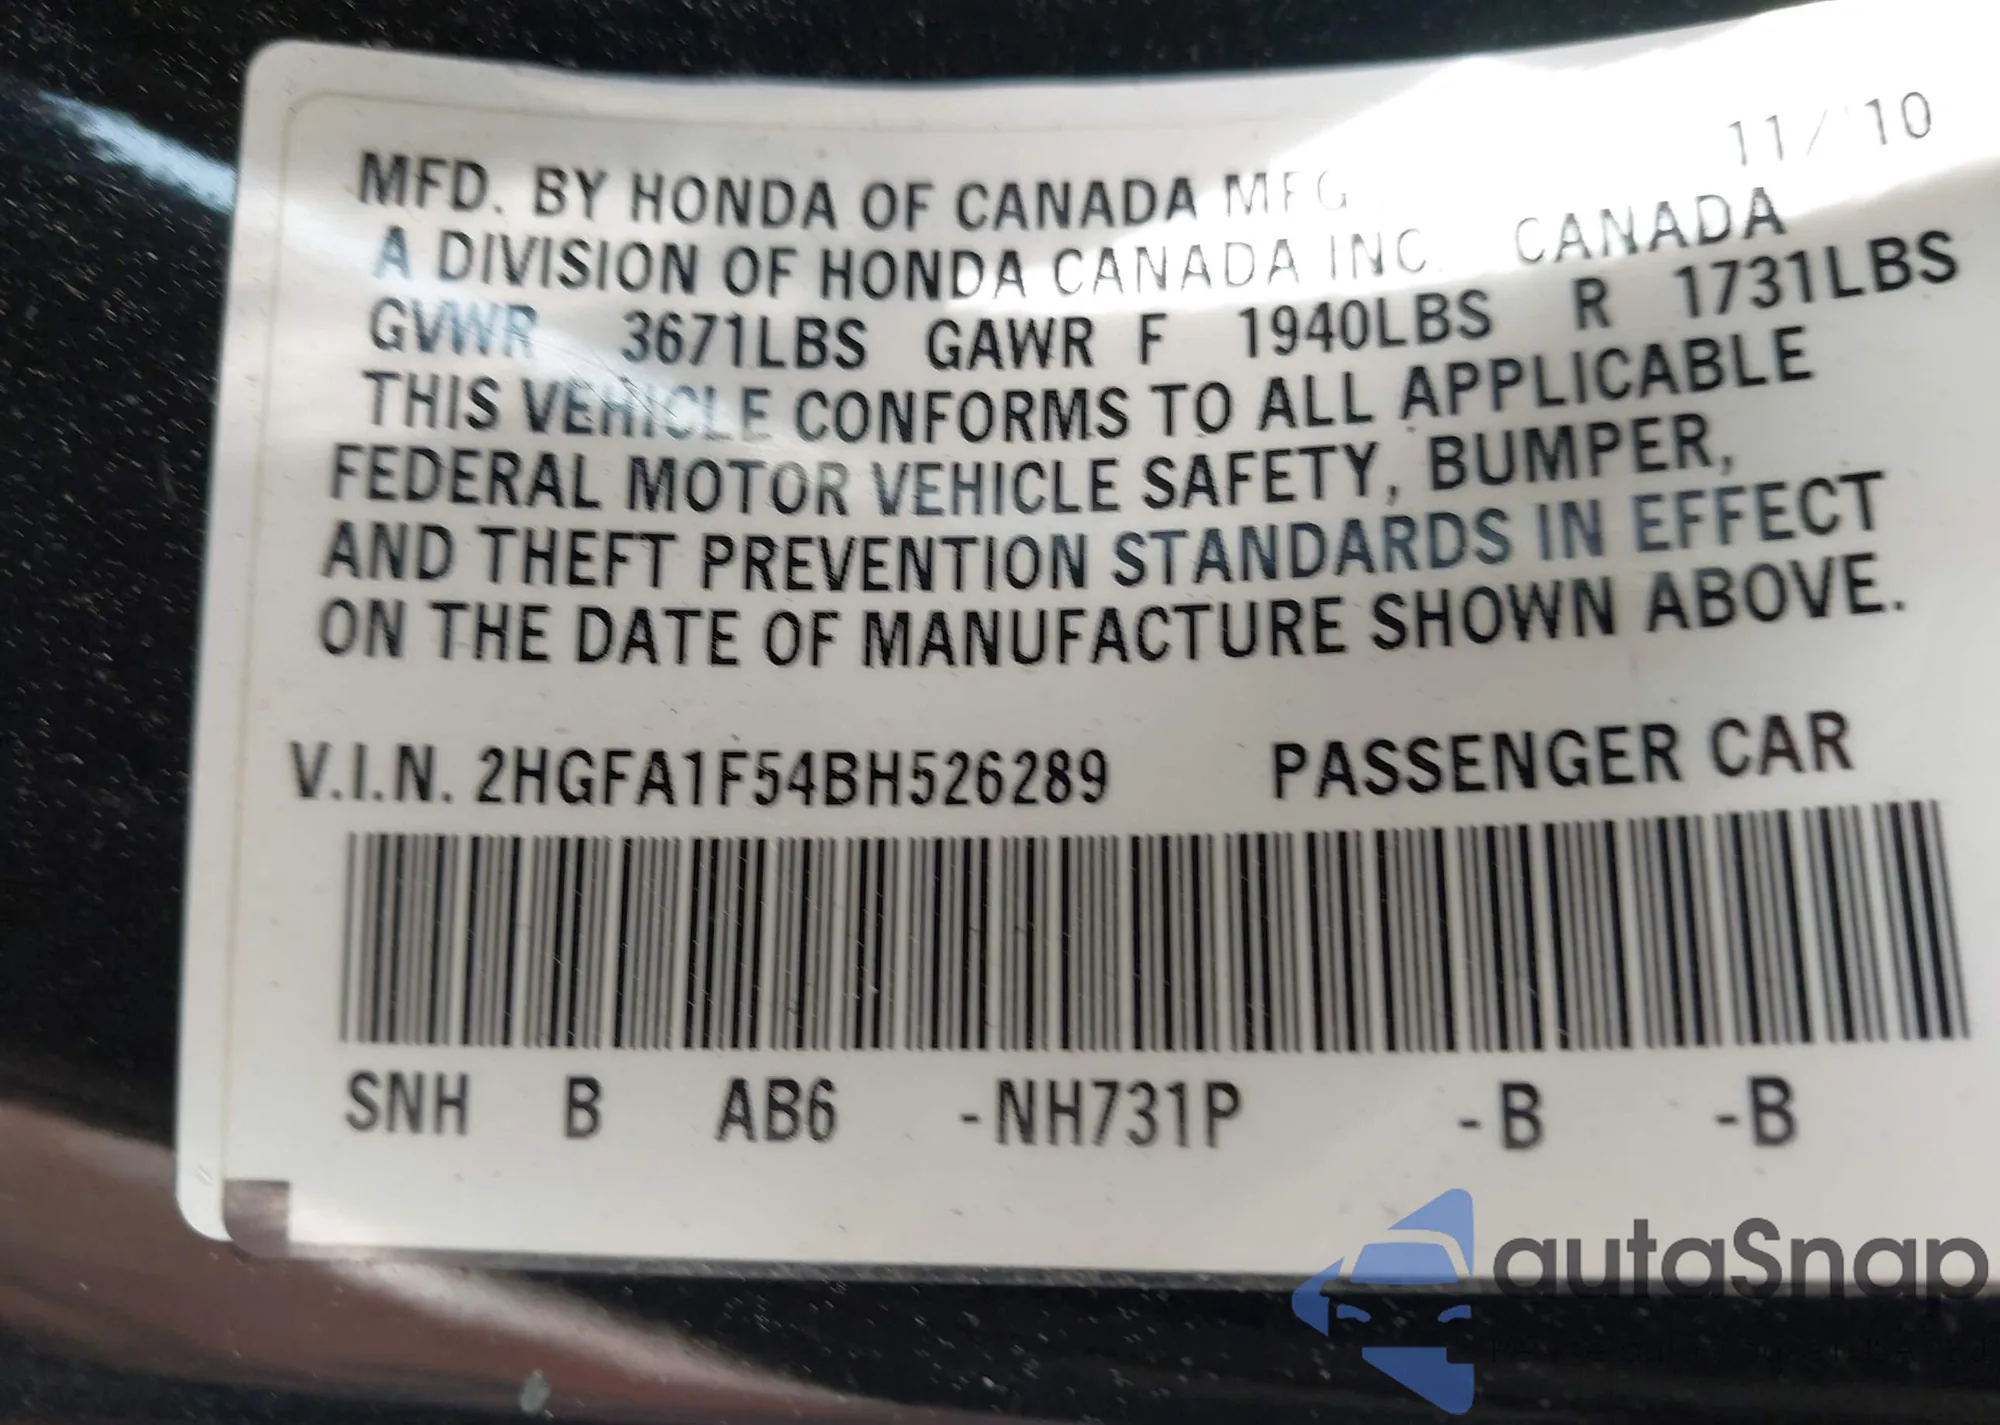 11/ 10
MFD. BY HONDA OF CANADA MFG.
A DIVISION OF HONDA CANADA INC. CANADA
GVWR 3671LBS GAWR F 1940LBS R 1731LBS
THIS VEHICLE CONFORMS TO ALL APPLICABLE
FEDERAL MOTOR VEHICLE SAFETY, BUMPER,
AND THEFT PREVENTION STANDARDS IN EFFECT
ON THE DATE OF MANUFACTURE SHOWN ABOVE.
V.I.N. 2HGFA1F54BH526289 PASSENGER CAR
SNH B AB6 -NH731P -B -B
autaSnap